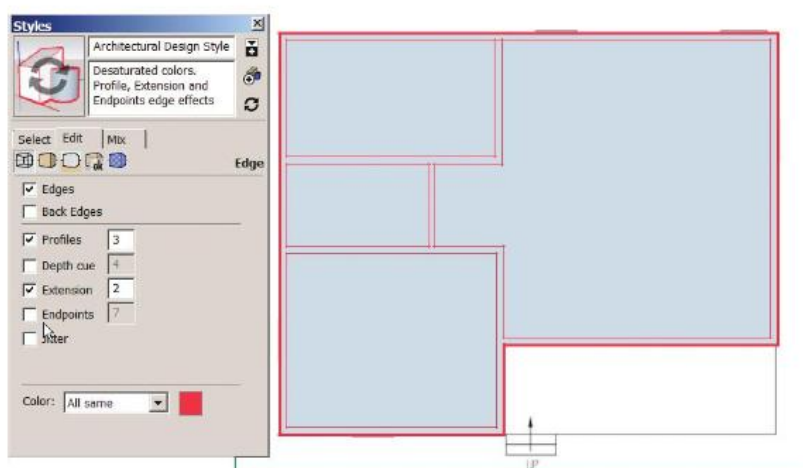 Styles
Architectural Design Style
Desaturated colors.
Profile, Extension and
Endpoints edge effects
Select Edit Mix
Edge
Edges
Back Edges
Profiles 3
Depth cue 4
Extension 2
Endpoints 7
Jitter
Color: All same
UP